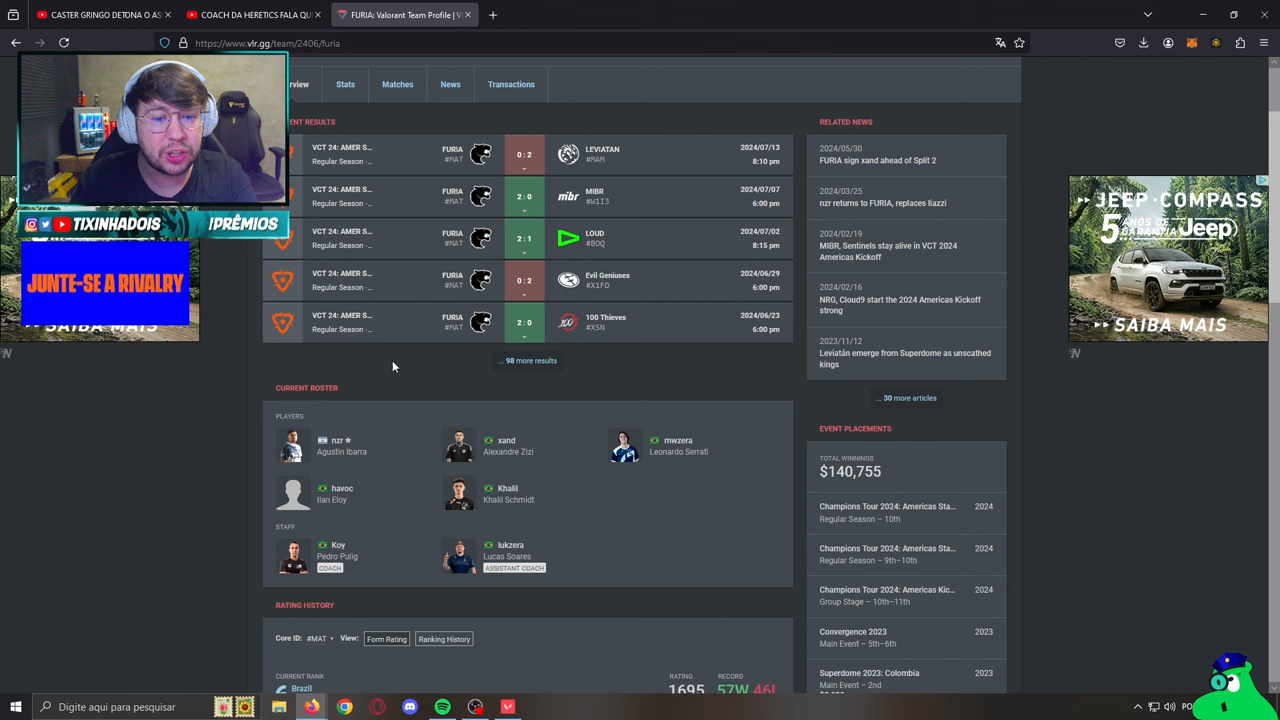 CASTER GRINGO DETONA O AS
COACH DA HERETICS FALA QU
FURIA: Valorant Team Profile | V
https://www.vlr.gg/team/2406/furia
rview
Stats
Matches
News
Transactions
TIXINHADOIS
!PRÊMIOS
JUNTE-SE A RIVALRY
SAIBA MAIS
ENT RESULTS
VCT 24: AMER S...
Regular Season - ..
FURIA
#MAT
0 : 2
LEVIATAN
#MAM
2024/07/13
8:10 pm
VCT 24: AMER S...
Regular Season - ..
FURIA
#MAT
2 : 0
mibr
MIBR
#W1I3
2024/07/07
6:00 pm
VCT 24: AMER S...
Regular Season - ..
FURIA
#MAT
2 : 1
LOUD
#BOQ
2024/07/02
8:15 pm
VCT 24: AMER S...
Regular Season - ..
FURIA
#MAT
0 : 2
Evil Geniuses
#X1FD
2024/06/29
6:00 pm
VCT 24: AMER S...
Regular Season - ..
FURIA
#MAT
2 : 0
100
100 Thieves
#XSN
2024/06/23
6:00 pm
... 98 more results
CURRENT ROSTER
PLAYERS
nzr
Agustin Ibarra
xand
Alexandre Zizi
mwzera
Leonardo Serrati
havoc
Ilan Eloy
Khalil
Khalil Schmidt
STAFF
Koy
Pedro Pulig
COACH
lukzera
Lucas Soares
ASSISTANT COACH
RATING HISTORY
Core ID: #MAT
View:
Form Rating
Ranking History
CURRENT RANK
Brazil
RATING
1695
RECORD
57W 46L
RELATED NEWS
2024/05/30
FURIA sign xand ahead of Split 2
2024/03/25
nzr returns to FURIA, replaces liazzi
2024/02/19
MIBR, Sentinels stay alive in VCT 2024
Americas Kickoff
2024/02/16
NRG, Cloud9 start the 2024 Americas Kickoff
strong
2023/11/12
Leviatán emerge from Superdome as unscathed
kings
... 30 more articles
EVENT PLACEMENTS
TOTAL WINNINGS
$140,755
Champions Tour 2024: Americas Sta...
2024
Regular Season – 10th
Champions Tour 2024: Americas Sta...
2024
Regular Season – 9th–10th
Champions Tour 2024: Americas Kic...
2024
Group Stage – 10th–11th
Convergence 2023
2023
Main Event – 5th–6th
Superdome 2023: Colombia
2023
Main Event – 2nd
JEEP COMPASS
5 ANOS DE
GARANTIA Jeep
SAIBA MAIS
Digite aqui para pesquisar